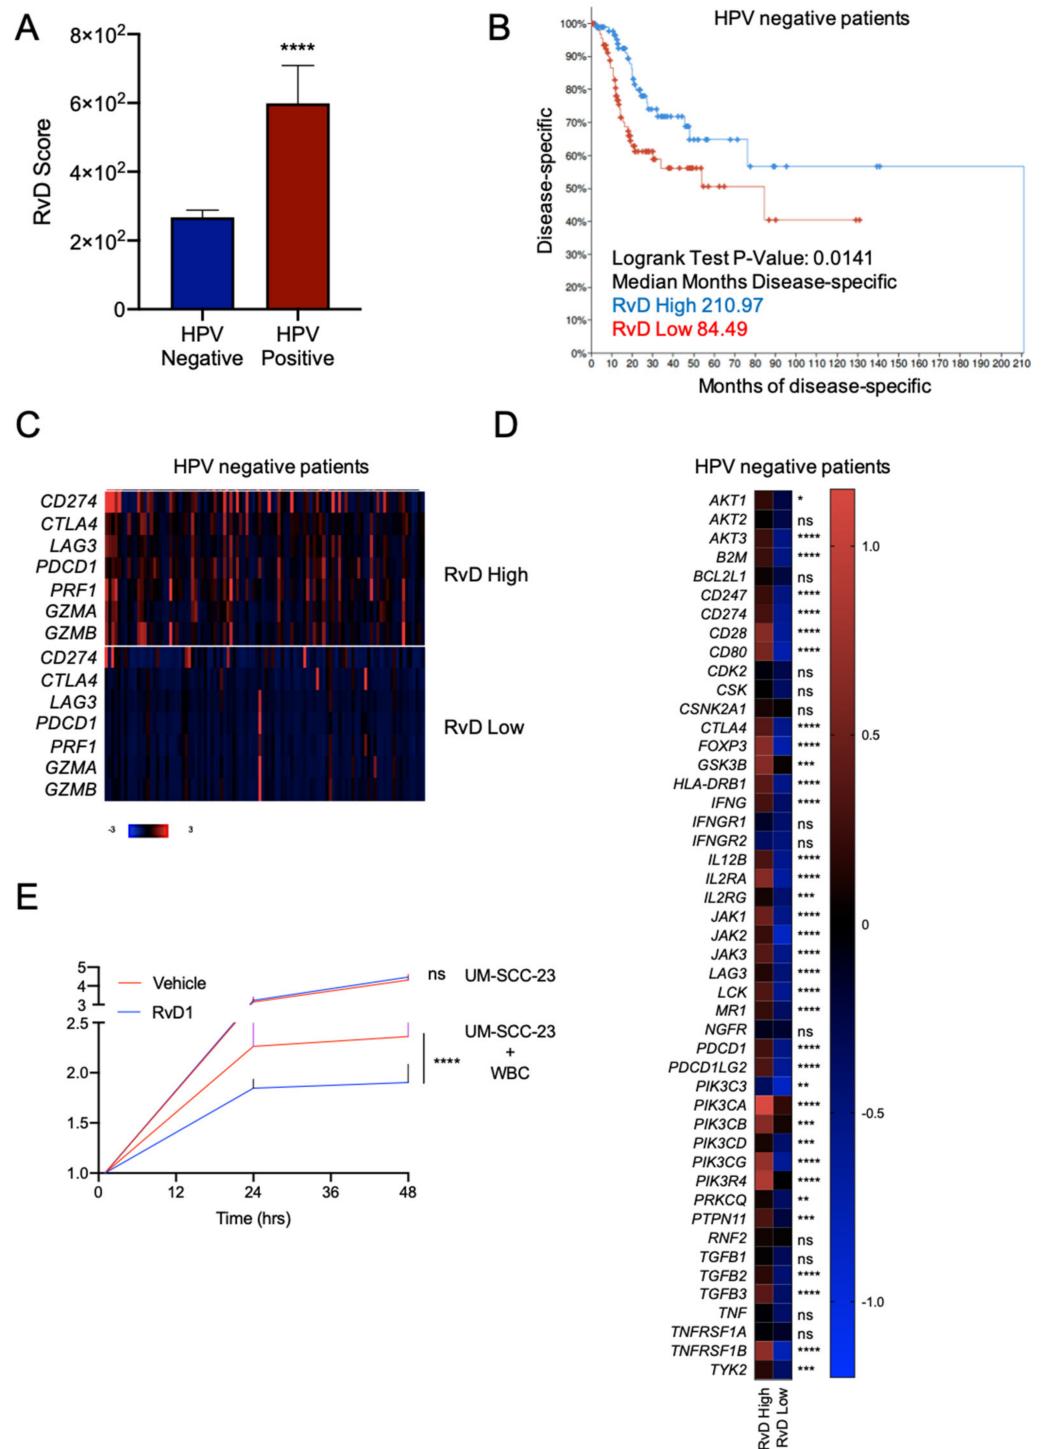 A
8×10²
6×10²
4×10²
2×10²
0
RvD Score
****
HPV Negative
HPV Positive
B
HPV negative patients
100%
90%
80%
70%
60%
50%
40%
30%
20%
10%
0%
Disease-specific
Logrank Test P-Value: 0.0141
Median Months Disease-specific
RvD High 210.97
RvD Low 84.49
0 10 20 30 40 50 60 70 80 90 100 110 120 130 140 150 160 170 180 190 200 210
Months of disease-specific
C
HPV negative patients
CD274
CTLA4
LAG3
PDCD1
PRF1
GZMA
GZMB
RvD High
CD274
CTLA4
LAG3
PDCD1
PRF1
GZMA
GZMB
RvD Low
-3 3
D
HPV negative patients
AKT1 *
AKT2 ns
AKT3 ****
B2M ****
BCL2L1 ns
CD247 ****
CD274 ****
CD28 ****
CD80 ****
CDK2 ns
CSK ns
CSNK2A1 ns
CTLA4 ****
FOXP3 ****
GSK3B ***
HLA-DRB1 ****
IFNG ****
IFNGR1 ns
IFNGR2 ns
IL12B ****
IL2RA ****
IL2RG ***
JAK1 ****
JAK2 ****
JAK3 ****
LAG3 ****
LCK ****
MR1 ****
NGFR ns
PDCD1 ****
PDCD1LG2 ****
PIK3C3 **
PIK3CA ****
PIK3CB ***
PIK3CD ***
PIK3CG ****
PIK3R4 ****
PRKCQ **
PTPN11 ***
RNF2 ns
TGFB1 ns
TGFB2 ****
TGFB3 ****
TNF ns
TNFRSF1A ns
TNFRSF1B ****
TYK2 ***
RvD High
RvD Low
1.0
0.5
0
-0.5
-1.0
E
5
4
3
2.5
2.0
1.5
1.0
Vehicle
RvD1
ns UM-SCC-23
****
UM-SCC-23
+
WBC
0 12 24 36 48
Time (hrs)